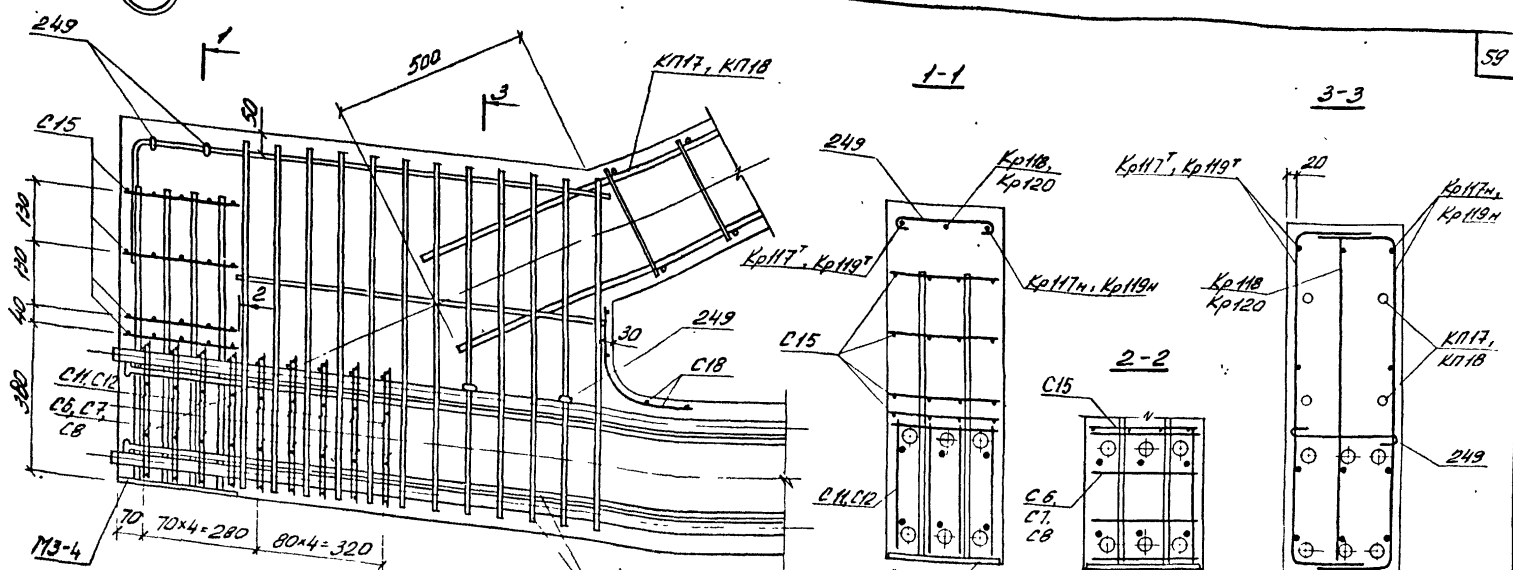 249
1
500
3
КП17, КП18
1-1
59
3-3
С15
50
249
Кр118,
Кр120
Кр117т, Кр119т
20
Кр117н,
Кр119н
130
130
40
380
2
30
249
С18
С11, С12
С6, С7,
С8
Кр117т, Кр119т
Кр117н, Кр119н
С15
2-2
С15
Кр118
Кр120
КП17,
КП18
249
С11, С12
С6,
С7,
С8
М3-4
70
70×4=280
80×4=320